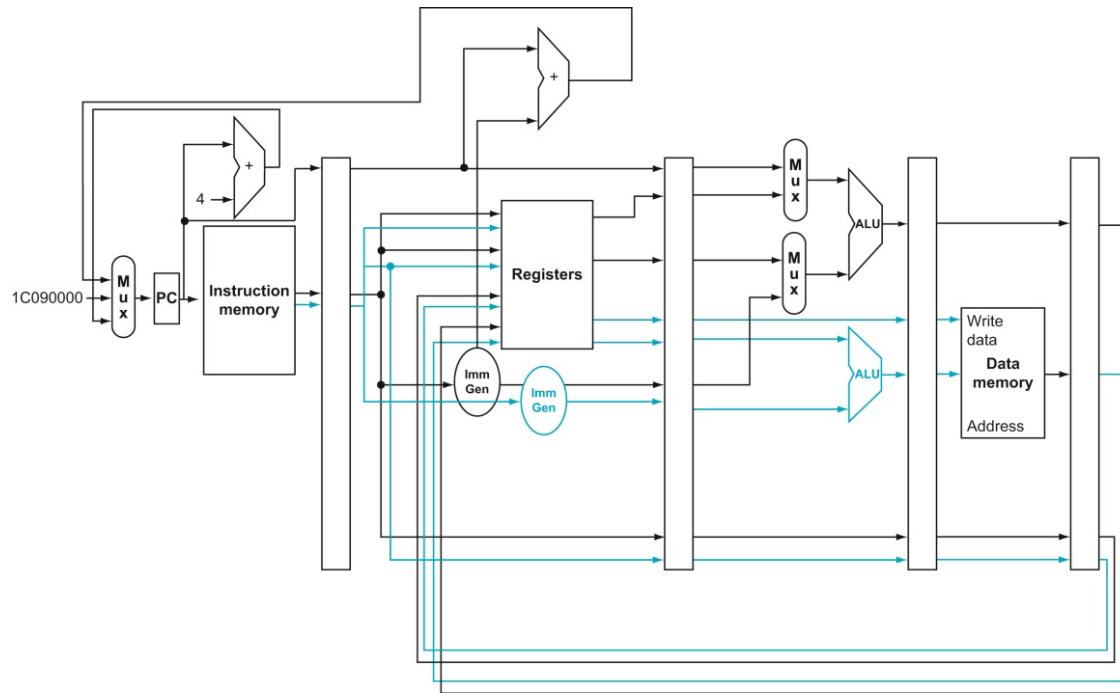 +
+
4
M
u
x
1C090000
PC
Instruction
memory
Registers
Imm
Gen
Imm
Gen
M
u
x
M
u
x
ALU
ALU
Write
data
Data
memory
Address